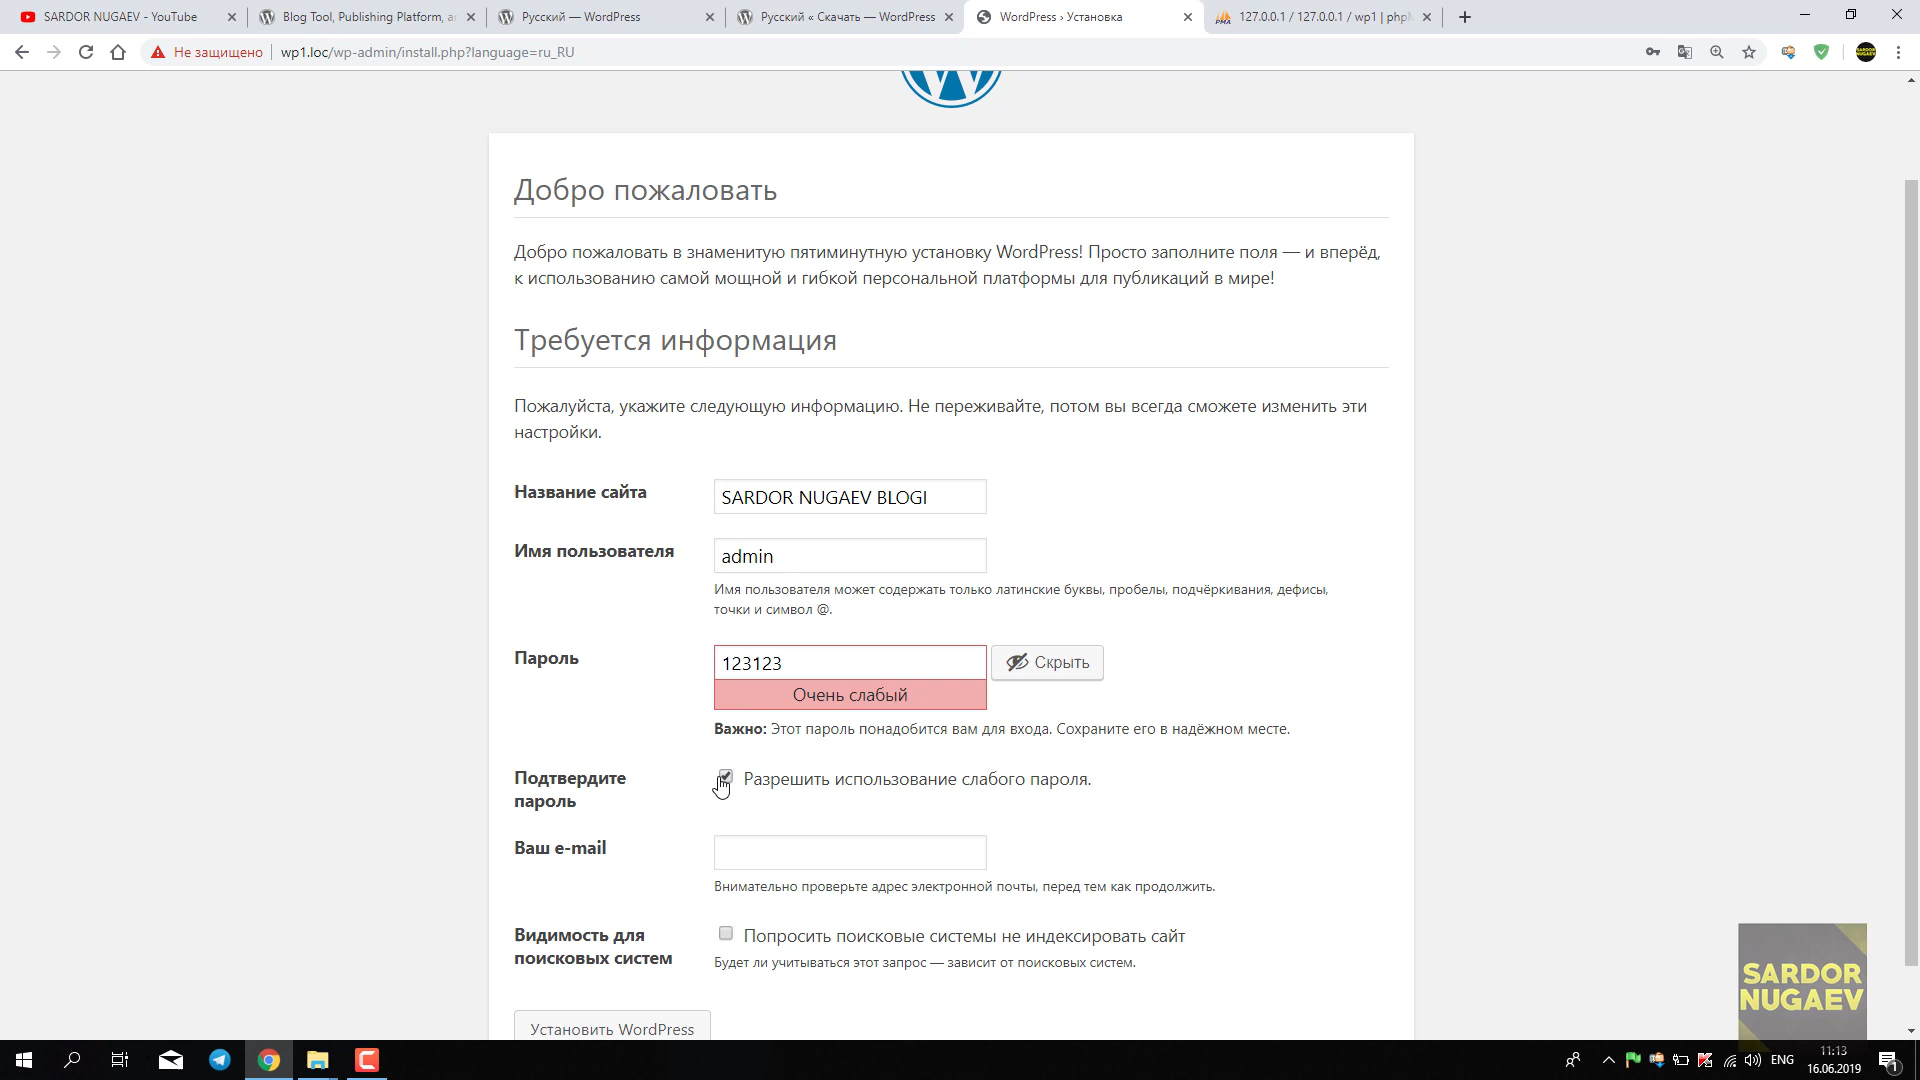 SARDOR NUGAEV - YouTube
Blog Tool, Publishing Platform, a
Русский — WordPress
Русский « Скачать — WordPress
WordPress › Установка
127.0.0.1 / 127.0.0.1 / wp1 | php
Не защищено
wp1.loc/wp-admin/install.php?language=ru_RU
Добро пожаловать
Добро пожаловать в знаменитую пятиминутную установку WordPress! Просто заполните поля — и вперёд,
к использованию самой мощной и гибкой персональной платформы для публикаций в мире!
Требуется информация
Пожалуйста, укажите следующую информацию. Не переживайте, потом вы всегда сможете изменить эти
настройки.
Название сайта
SARDOR NUGAEV BLOGI
Имя пользователя
admin
Имя пользователя может содержать только латинские буквы, пробелы, подчёркивания, дефисы,
точки и символ @.
Пароль
123123
Скрыть
Очень слабый
Важно: Этот пароль понадобится вам для входа. Сохраните его в надёжном месте.
Подтвердите
пароль
Разрешить использование слабого пароля.
Ваш e-mail
Внимательно проверьте адрес электронной почты, перед тем как продолжить.
Видимость для
поисковых систем
Попросить поисковые системы не индексировать сайт
Будет ли учитываться этот запрос — зависит от поисковых систем.
Установить WordPress
SARDOR
NUGAEV
ENG
11:13
16.06.2019
1